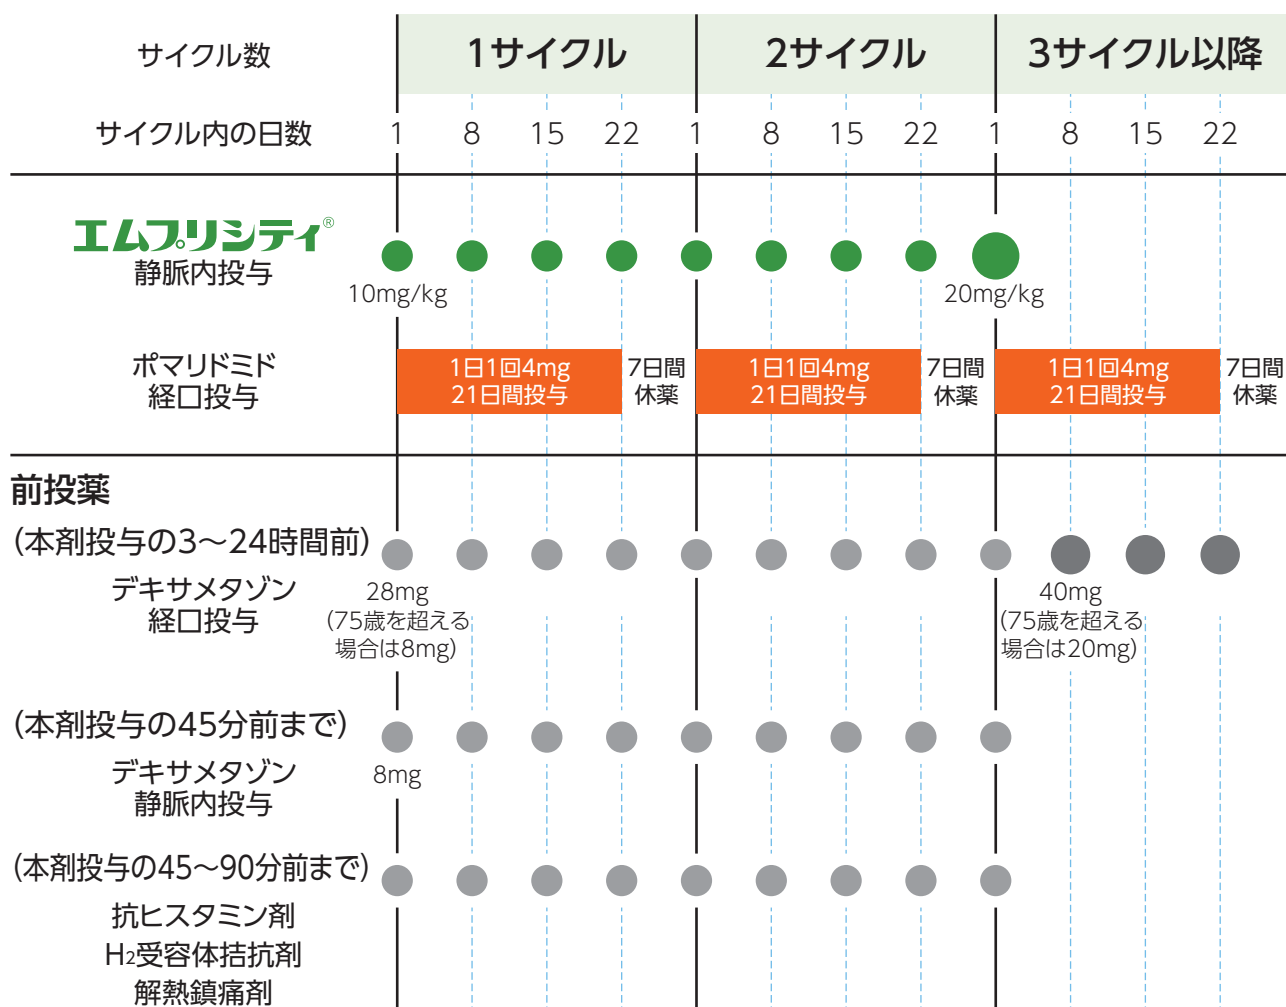 サイクル数 1サイクル 2サイクル 3サイクル以降
サイクル内の日数 1 8 15 22 1 8 15 22 1 8 15 22
エムプリシティ®
静脈内投与
10mg/kg 20mg/kg
ポマリドミド
経口投与
1日1回4mg
21日間投与
7日間
休薬
1日1回4mg
21日間投与
7日間
休薬
1日1回4mg
21日間投与
7日間
休薬
前投薬
(本剤投与の3〜24時間前)
デキサメタゾン
経口投与
28mg
(75歳を超える
場合は8mg)
40mg
(75歳を超える
場合は20mg)
(本剤投与の45分前まで)
デキサメタゾン
静脈内投与
8mg
(本剤投与の45〜90分前まで)
抗ヒスタミン剤
H2受容体拮抗剤
解熱鎮痛剤